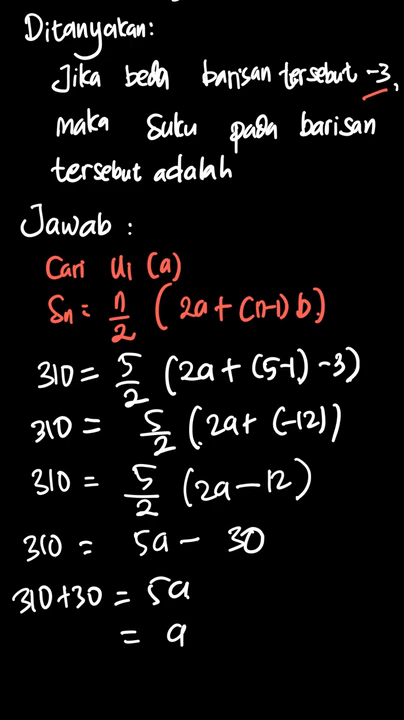 Ditanyakan:
Jika beda barisan tersebut -3,
maka suku pada barisan
tersebut adalah
Jawab :
Cari U1 (a)
Sn = n/2 (2a + (n-1) b)
310 = 5/2 (2a + (5-1) -3)
310 = 5/2 (2a + (-12))
310 = 5/2 (2a - 12)
310 = 5a - 30
310+30 = 5a
= a